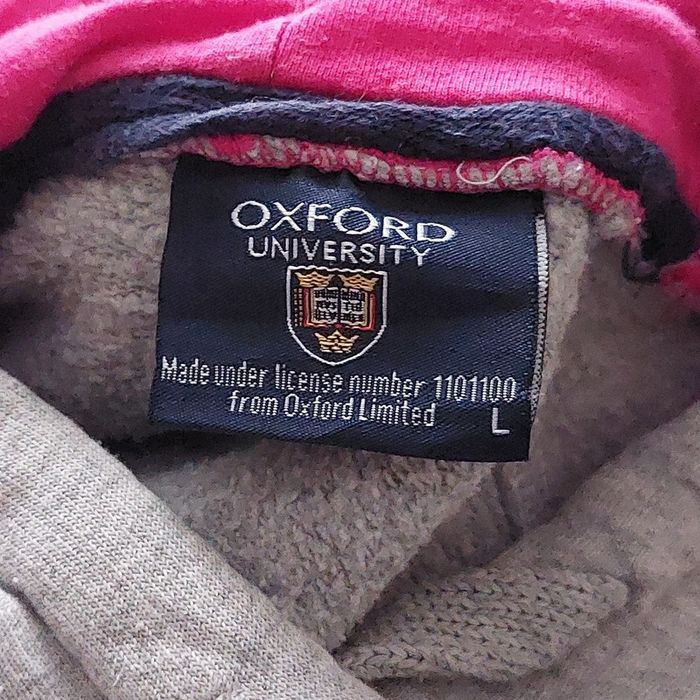 OXFORD
UNIVERSITY
Made under license number 1101100
from Oxford Limited
L